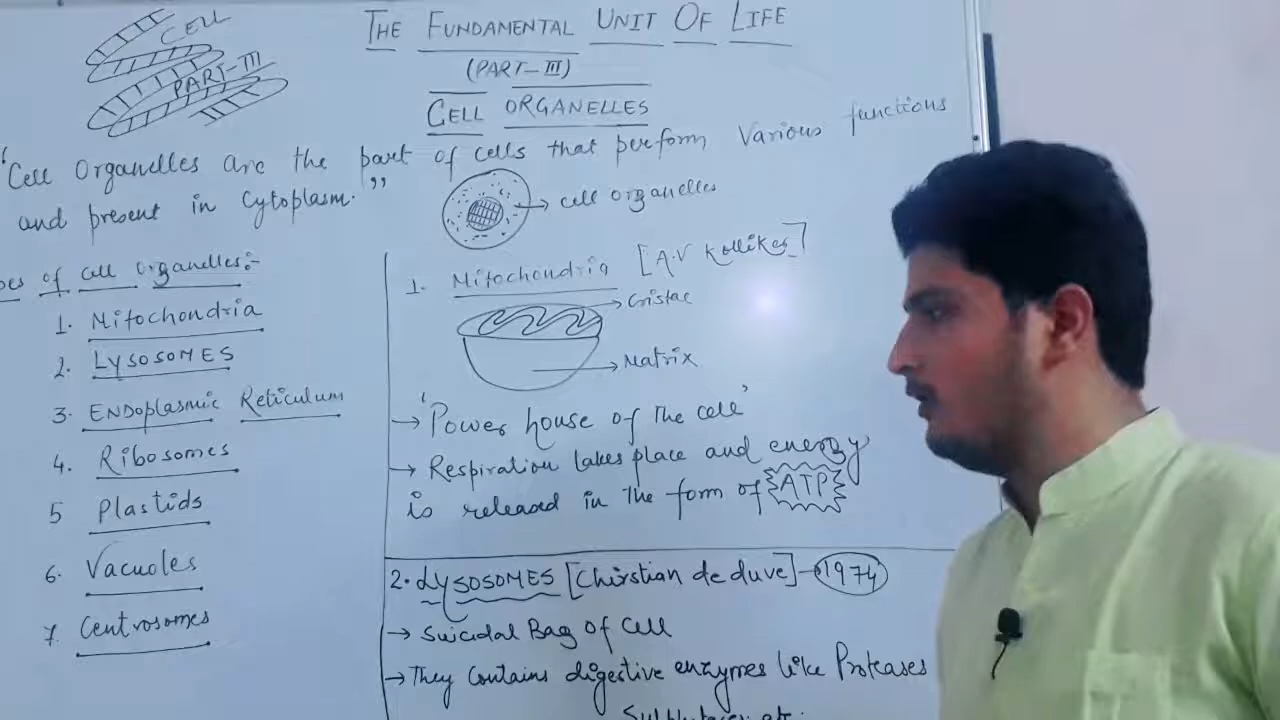 CELL
PART-III
THE FUNDAMENTAL UNIT OF LIFE
(PART-III)
CELL ORGANELLES
"Cell Organelles are the part of cells that perform Various functions
and present in Cytoplasm."
cell organelles
pes of cell Organelles:-
1. Mitochondria
2. LYSOSOMES
3. ENDOplasmic Reticulum
4. Ribosomes
5 Plastids
6. Vacuoles
7. Centrosomes
1. Mitochondria [A.V Kollikes]
Cristae
Matrix
→ 'Power house of the cell'
→ Respiration takes place and energy
is released in the form of ATP
2. LYSOSOMES [Chirstian de duve] → 1974
→ Suicidal Bag of Cell
→ They Contains digestive enzymes like Proteases